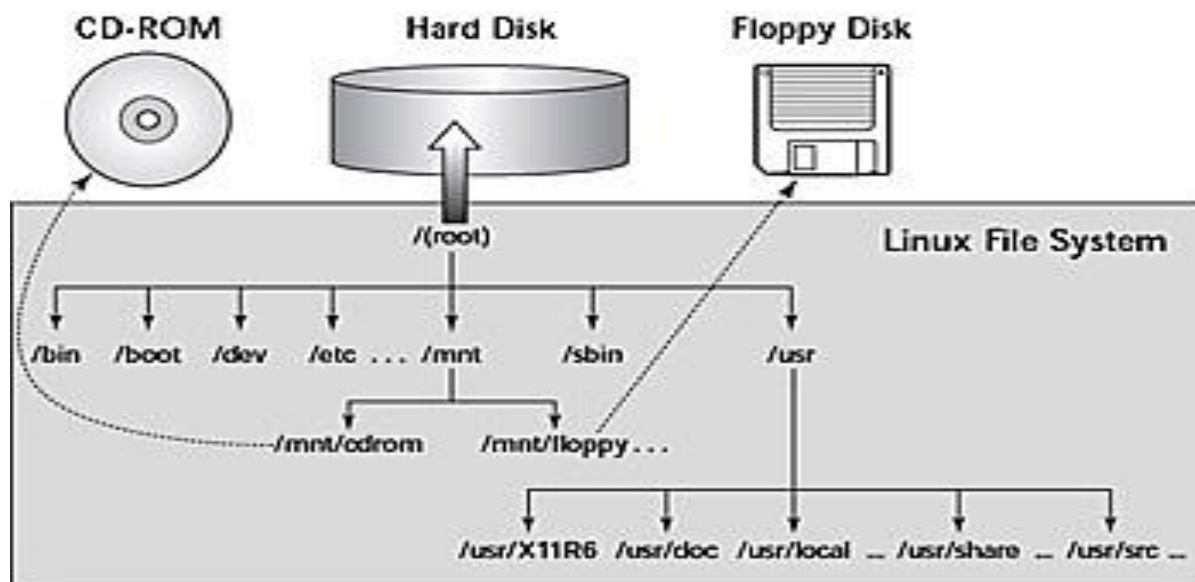 CD-ROM Hard Disk Floppy Disk
/(root)
Linux File System
/bin /boot /dev /etc ... /mnt /sbin /usr
/mnt/cdrom /mnt/floppy ...
/usr/X11R6 /usr/doc /usr/local ... /usr/share ... /usr/src ...